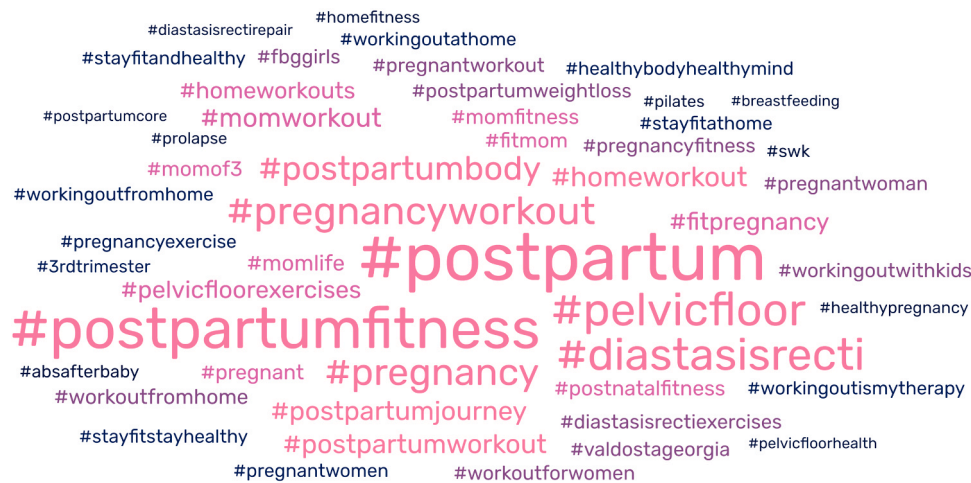 #homefitness
#diastasisrectirepair
#workingoutathome
#stayfitandhealthy #fbggirls
#pregnantworkout #healthybodyhealthymind
#homeworkouts #postpartumweightloss
#pilates #breastfeeding
#postpartumcore #momworkout #momfitness
#stayfitathome
#prolapse #fitmom #pregnancyfitness #swk
#momof3 #postpartumbody #homeworkout #pregnantwoman
#workingoutfromhome
#pregnancyworkout #fitpregnancy
#pregnancyexercise
#3rdtrimester #momlife #postpartum #workingoutwithkids
#pelvicfloorexercises
#postpartumfitness #pelvicfloor #healthypregnancy
#diastasisrecti
#absafterbaby #pregnant #pregnancy
#workoutfromhome #postnatalfitness #workingoutismytherapy
#postpartumjourney
#diastasisrectiexercises
#stayfitstayhealthy #postpartumworkout #valdostageorgia #pelvicfloorhealth
#pregnantwomen #workoutforwomen